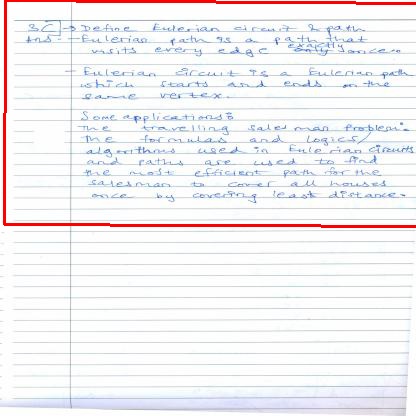 3C] → Define Eulerian circuit & path
Ans - - Eulerian path is a path that
visits every edge exactly once.
- Eulerian circuit is a Eulerian path
which starts and ends on the
same vertex.
Some applications:
The travelling salesman problem:-
The formulas and logics/
algorithms used in Eulerian circuits
and paths are used to find
the most efficient path for the
salesman to cover all houses
once by covering least distance.